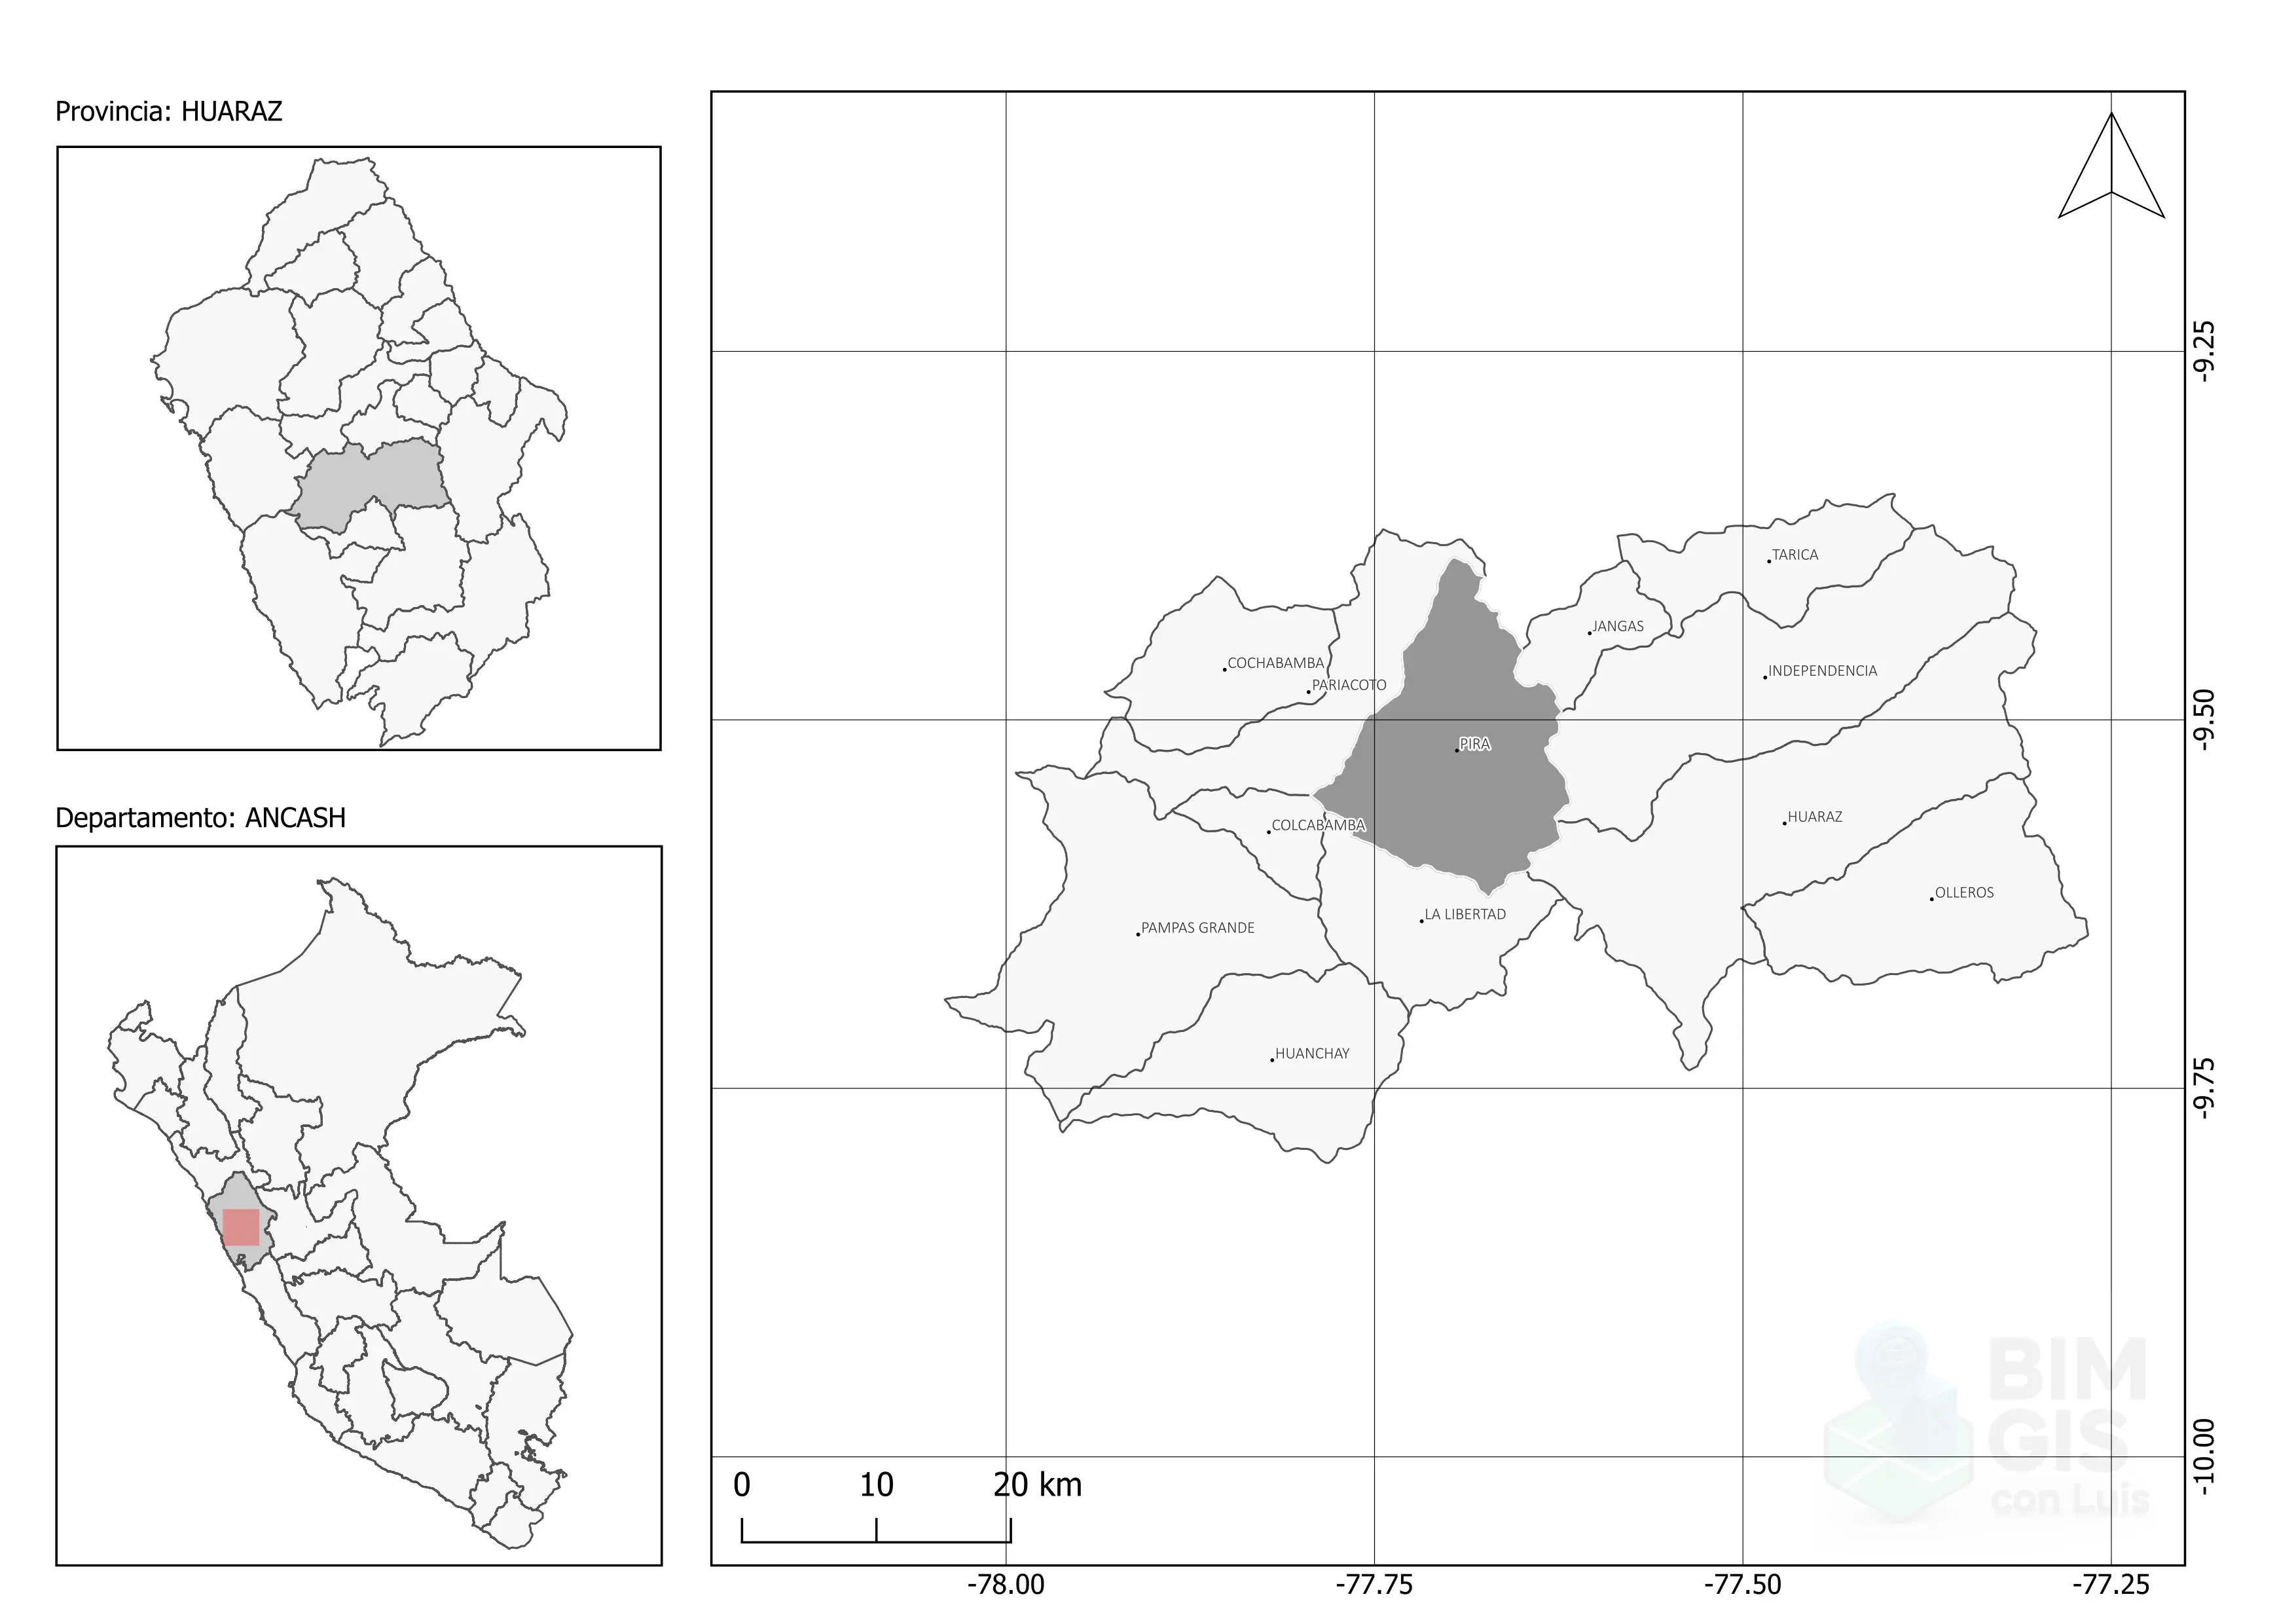 Provincia: HUARAZ
Departamento: ANCASH
TARICA
JANGAS
COCHABAMBA
INDEPENDENCIA
PARIACOTO
PIRA
HUARAZ
COLCABAMBA
OLLEROS
LA LIBERTAD
PAMPAS GRANDE
HUANCHAY
-9.25
-9.50
-9.75
-10.00
BIM
GIS
con Luis
0 10 20 km
-78.00 -77.75 -77.50 -77.25